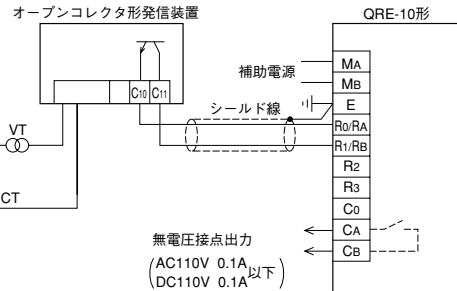 オープンコレクタ形発信装置
QRE-10形
C10 C11
VT
CT
補助電源
シールド線
MA
MB
E
R0/RA
R1/RB
R2
R3
C0
CA
CB
無電圧接点出力
(AC110V 0.1A
DC110V 0.1A以下)